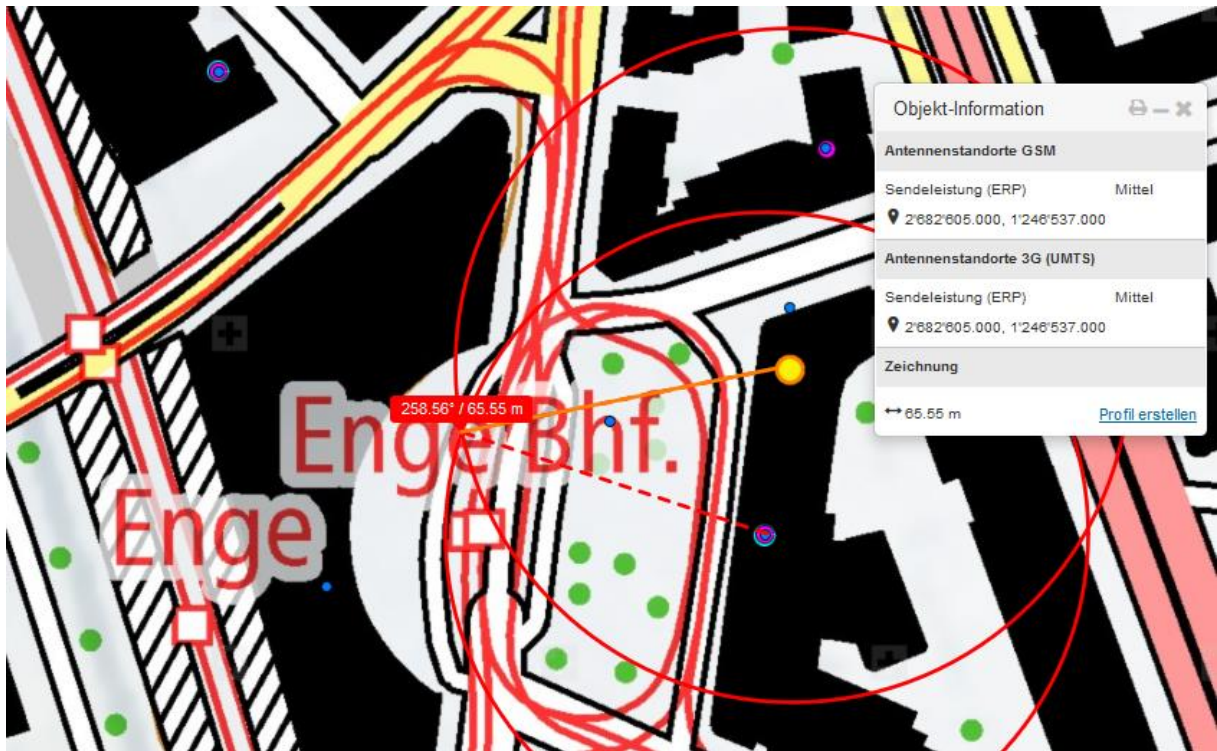 Objekt-Information
Antennenstandorte GSM
Sendeleistung (ERP) Mittel
2'682'605.000, 1'246'537.000
Antennenstandorte 3G (UMTS)
Sendeleistung (ERP) Mittel
2'682'605.000, 1'246'537.000
Zeichnung
65.55 m Profil erstellen
258.56° / 65.55 m
Enge Bhf.
Enge